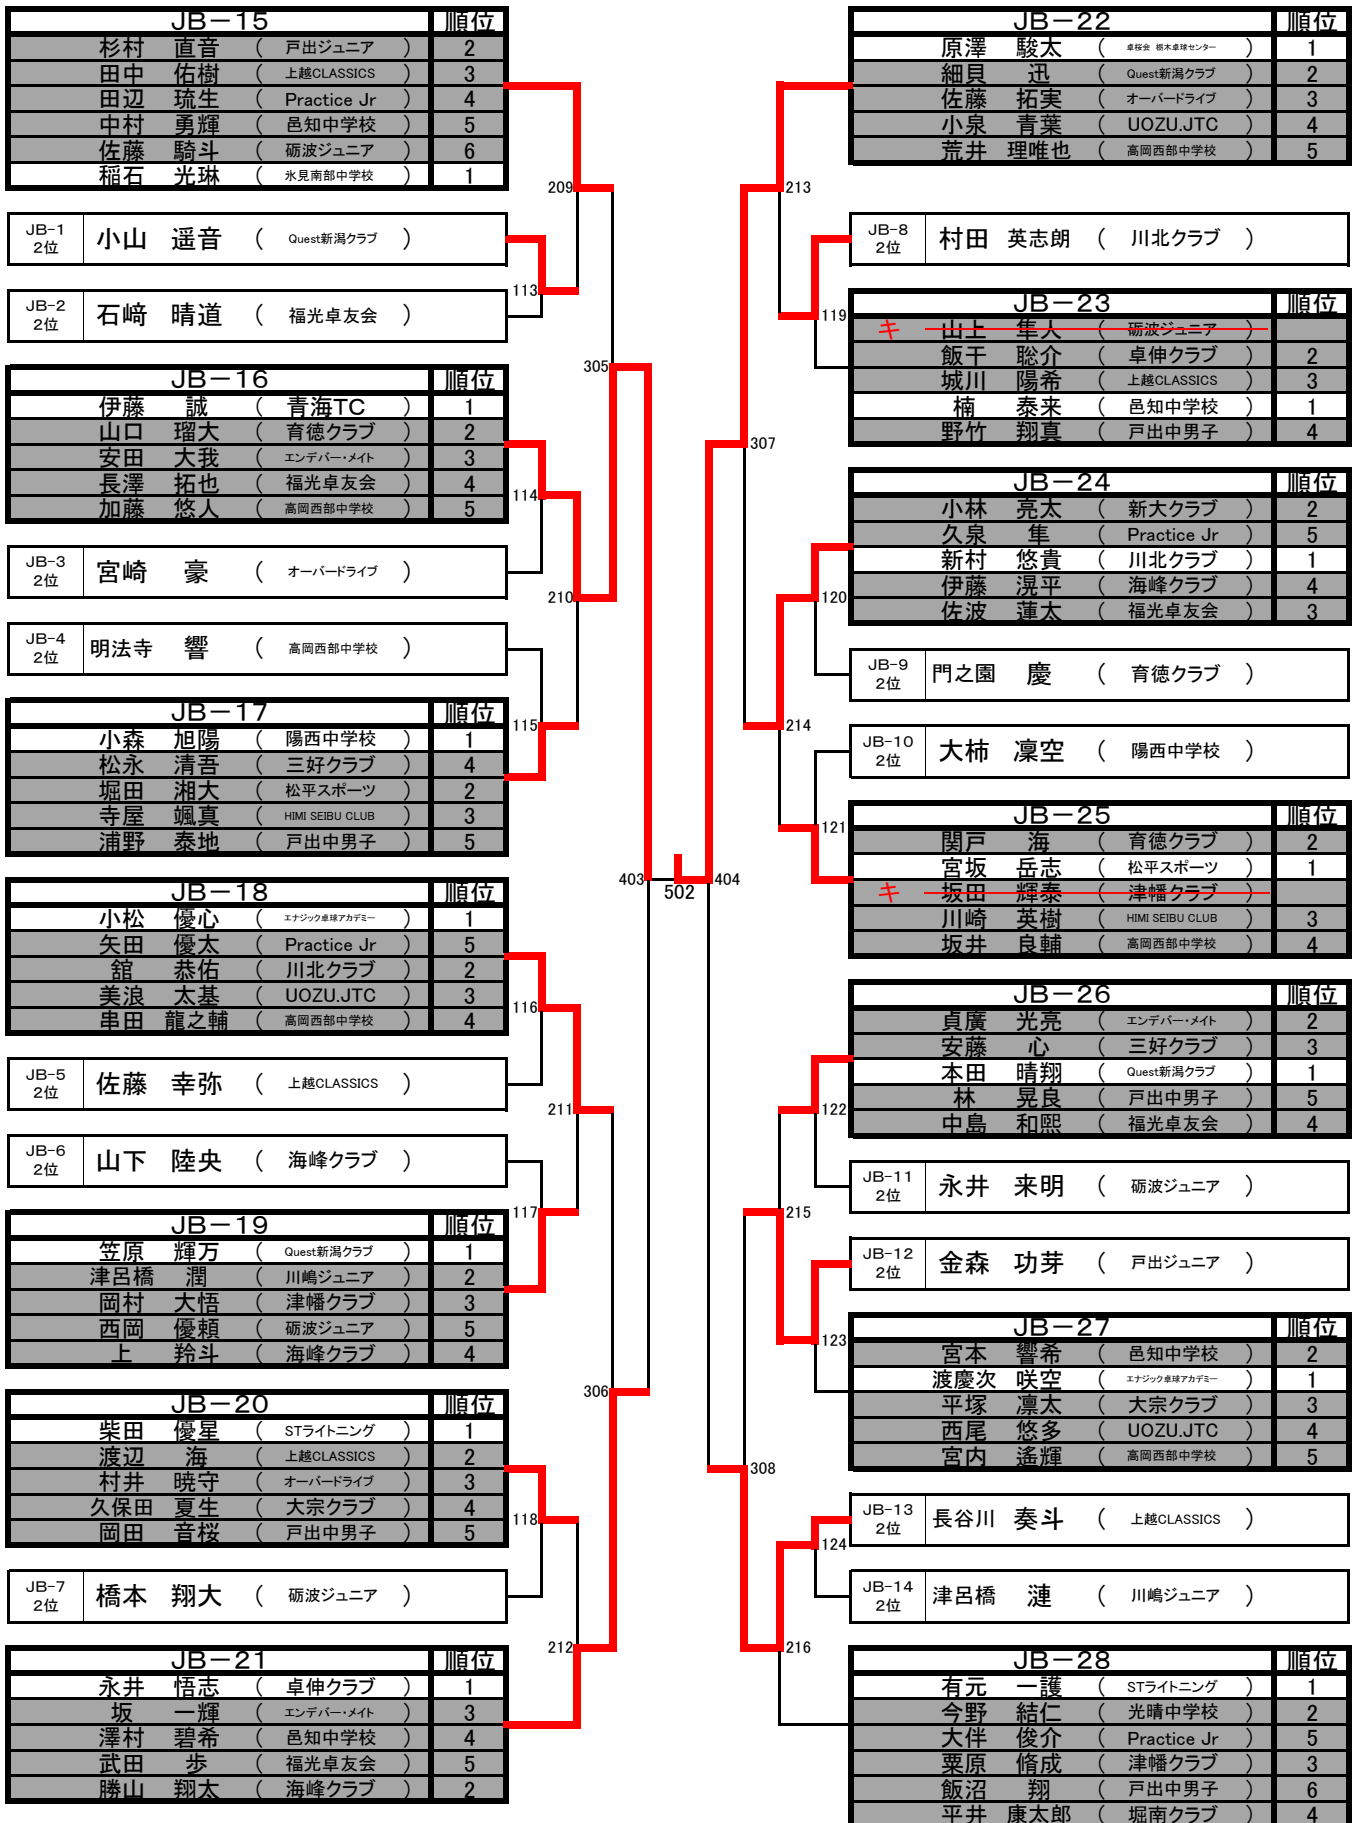 JB－15 順位
杉村 直音 （ 戸出ジュニア ） 2
田中 佑樹 （ 上越CLASSICS ） 3
田辺 琉生 （ Practice Jr ） 4
中村 勇輝 （ 邑知中学校 ） 5
佐藤 騎斗 （ 砺波ジュニア ） 6
稲石 光琳 （ 氷見南部中学校 ） 1
209
JB-1 2位 小山 遥音 （ Quest新潟クラブ ）
113
JB-2 2位 石﨑 晴道 （ 福光卓友会 ）
305
JB－16 順位
伊藤 誠 （ 青海TC ） 1
山口 瑠大 （ 育徳クラブ ） 2
安田 大我 （ エンデバー・メイト ） 3
長澤 拓也 （ 福光卓友会 ） 4
加藤 悠人 （ 高岡西部中学校 ） 5
114
JB-3 2位 宮崎 豪 （ オーバードライブ ）
210
JB-4 2位 明法寺 響 （ 高岡西部中学校 ）
JB－17 順位
115
小森 旭陽 （ 陽西中学校 ） 1
松永 清吾 （ 三好クラブ ） 4
堀田 湘大 （ 松平スポーツ ） 2
寺屋 颯真 （ HIMI SEIBU CLUB ） 3
浦野 泰地 （ 戸出中男子 ） 5
403
502
404
JB－18 順位
小松 優心 （ エナジック卓球アカデミー ） 1
矢田 優太 （ Practice Jr ） 5
舘 恭佑 （ 川北クラブ ） 2
美浪 太基 （ UOZU.JTC ） 3
串田 龍之輔 （ 高岡西部中学校 ） 4
116
JB-5 2位 佐藤 幸弥 （ 上越CLASSICS ）
211
JB-6 2位 山下 陸央 （ 海峰クラブ ）
117
JB－19 順位
笠原 輝万 （ Quest新潟クラブ ） 1
津呂橋 潤 （ 川嶋ジュニア ） 2
岡村 大悟 （ 津幡クラブ ） 3
西岡 優頼 （ 砺波ジュニア ） 5
上 羚斗 （ 海峰クラブ ） 4
306
JB－20 順位
柴田 優星 （ STライトニング ） 1
渡辺 海 （ 上越CLASSICS ） 2
村井 暁守 （ オーバードライブ ） 3
久保田 夏生 （ 大宗クラブ ） 4
岡田 音桜 （ 戸出中男子 ） 5
118
JB-7 2位 橋本 翔大 （ 砺波ジュニア ）
212
JB－21 順位
永井 悟志 （ 卓伸クラブ ） 1
坂 一輝 （ エンデバー・メイト ） 3
澤村 碧希 （ 邑知中学校 ） 4
武田 歩 （ 福光卓友会 ） 5
勝山 翔太 （ 海峰クラブ ） 2
JB－22 順位
原澤 駿太 （ 卓桜会 栃木卓球センター ） 1
細貝 迅 （ Quest新潟クラブ ） 2
佐藤 拓実 （ オーバードライブ ） 3
小泉 青葉 （ UOZU.JTC ） 4
荒井 理唯也 （ 高岡西部中学校 ） 5
213
JB-8 2位 村田 英志朗 （ 川北クラブ ）
119
JB－23 順位
キ 山上 隼人 （ 砺波ジュニア ）
飯干 聡介 （ 卓伸クラブ ） 2
城川 陽希 （ 上越CLASSICS ） 3
楠 泰来 （ 邑知中学校 ） 1
野竹 翔真 （ 戸出中男子 ） 4
307
JB－24 順位
小林 亮太 （ 新大クラブ ） 2
久泉 隼 （ Practice Jr ） 5
新村 悠貴 （ 川北クラブ ） 1
伊藤 滉平 （ 海峰クラブ ） 4
佐波 蓮太 （ 福光卓友会 ） 3
120
JB-9 2位 門之園 慶 （ 育徳クラブ ）
214
JB-10 2位 大柿 凜空 （ 陽西中学校 ）
121
JB－25 順位
関戸 海 （ 育徳クラブ ） 2
宮坂 岳志 （ 松平スポーツ ） 1
キ 坂田 輝泰 （ 津幡クラブ ）
川崎 英樹 （ HIMI SEIBU CLUB ） 3
坂井 良輔 （ 高岡西部中学校 ） 4
JB－26 順位
貞廣 光亮 （ エンデバー・メイト ） 2
安藤 心 （ 三好クラブ ） 3
本田 晴翔 （ Quest新潟クラブ ） 1
林 晃良 （ 戸出中男子 ） 5
中島 和熙 （ 福光卓友会 ） 4
122
JB-11 2位 永井 来明 （ 砺波ジュニア ）
215
JB-12 2位 金森 功芽 （ 戸出ジュニア ）
123
JB－27 順位
宮本 響希 （ 邑知中学校 ） 2
渡慶次 咲空 （ エナジック卓球アカデミー ） 1
平塚 凛太 （ 大宗クラブ ） 3
西尾 悠多 （ UOZU.JTC ） 4
宮内 遙輝 （ 高岡西部中学校 ） 5
308
JB-13 2位 長谷川 奏斗 （ 上越CLASSICS ）
124
JB-14 2位 津呂橋 漣 （ 川嶋ジュニア ）
216
JB－28 順位
有元 一護 （ STライトニング ） 1
今野 結仁 （ 光晴中学校 ） 2
大伴 俊介 （ Practice Jr ） 5
粟原 脩成 （ 津幡クラブ ） 3
飯沼 翔 （ 戸出中男子 ） 6
平井 康太郎 （ 堀南クラブ ） 4